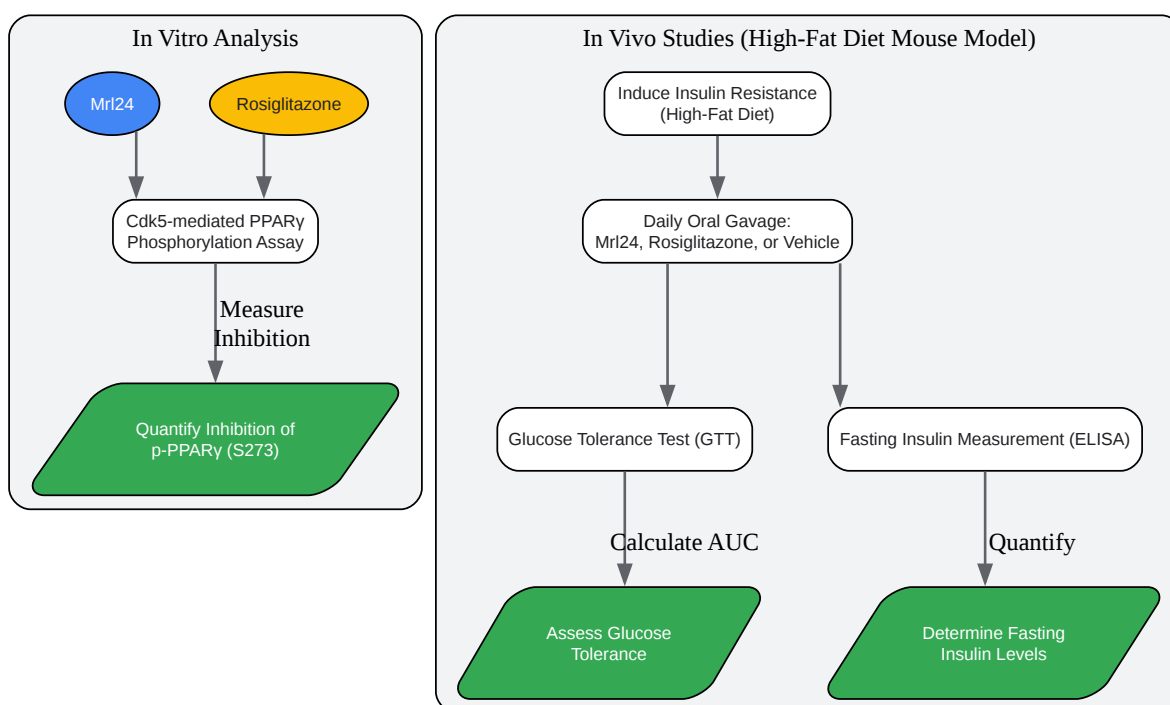 In Vitro Analysis
Mrl24
Rosiglitazone
Cdk5-mediated PPARγ
Phosphorylation Assay
Measure
Inhibition
Quantify Inhibition of
p-PPARγ (S273)
In Vivo Studies (High-Fat Diet Mouse Model)
Induce Insulin Resistance
(High-Fat Diet)
Daily Oral Gavage:
Mrl24, Rosiglitazone, or Vehicle
Glucose Tolerance Test (GTT)
Fasting Insulin Measurement (ELISA)
Calculate AUC
Quantify
Assess Glucose
Tolerance
Determine Fasting
Insulin Levels